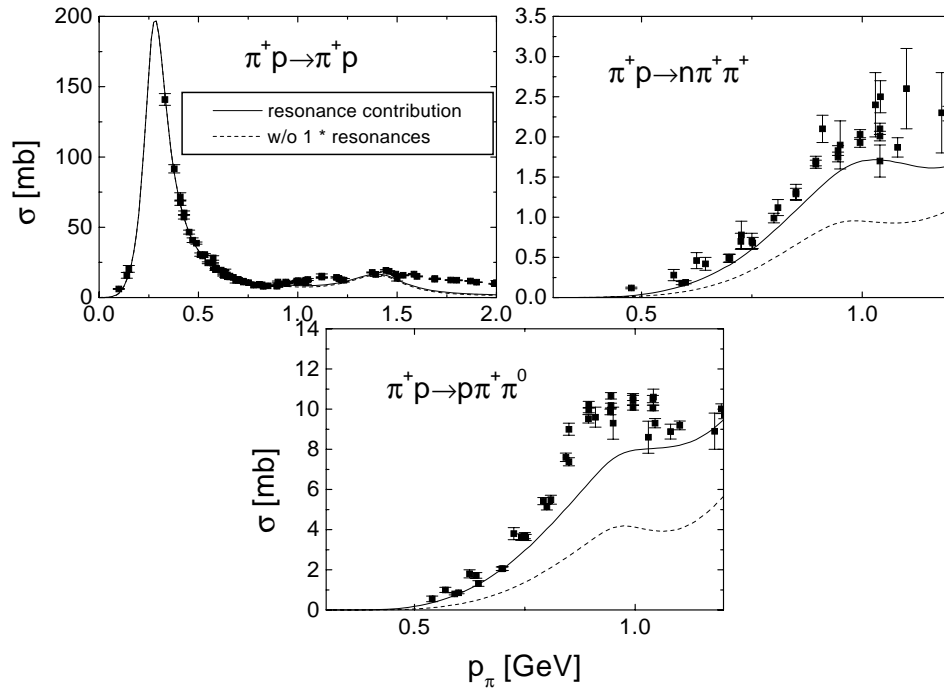 π⁺p→π⁺p
resonance contribution
w/o 1 * resonances
σ [mb]
200
150
100
50
0
0.0 0.5 1.0 1.5 2.0
π⁺p→nπ⁺π⁺
3.5
3.0
2.5
2.0
1.5
1.0
0.5
0.0
0.5 1.0
π⁺p→pπ⁺π⁰
σ [mb]
14
12
10
8
6
4
2
0
0.5 1.0
p_π [GeV]